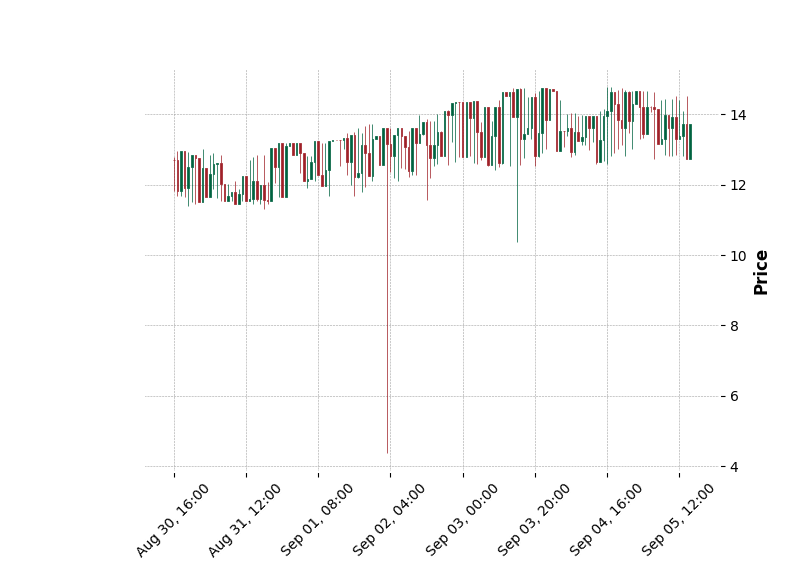 14
12
10
8
6
4
Price
Aug 30, 16:00
Aug 31, 12:00
Sep 01, 08:00
Sep 02, 04:00
Sep 03, 00:00
Sep 03, 20:00
Sep 04, 16:00
Sep 05, 12:00